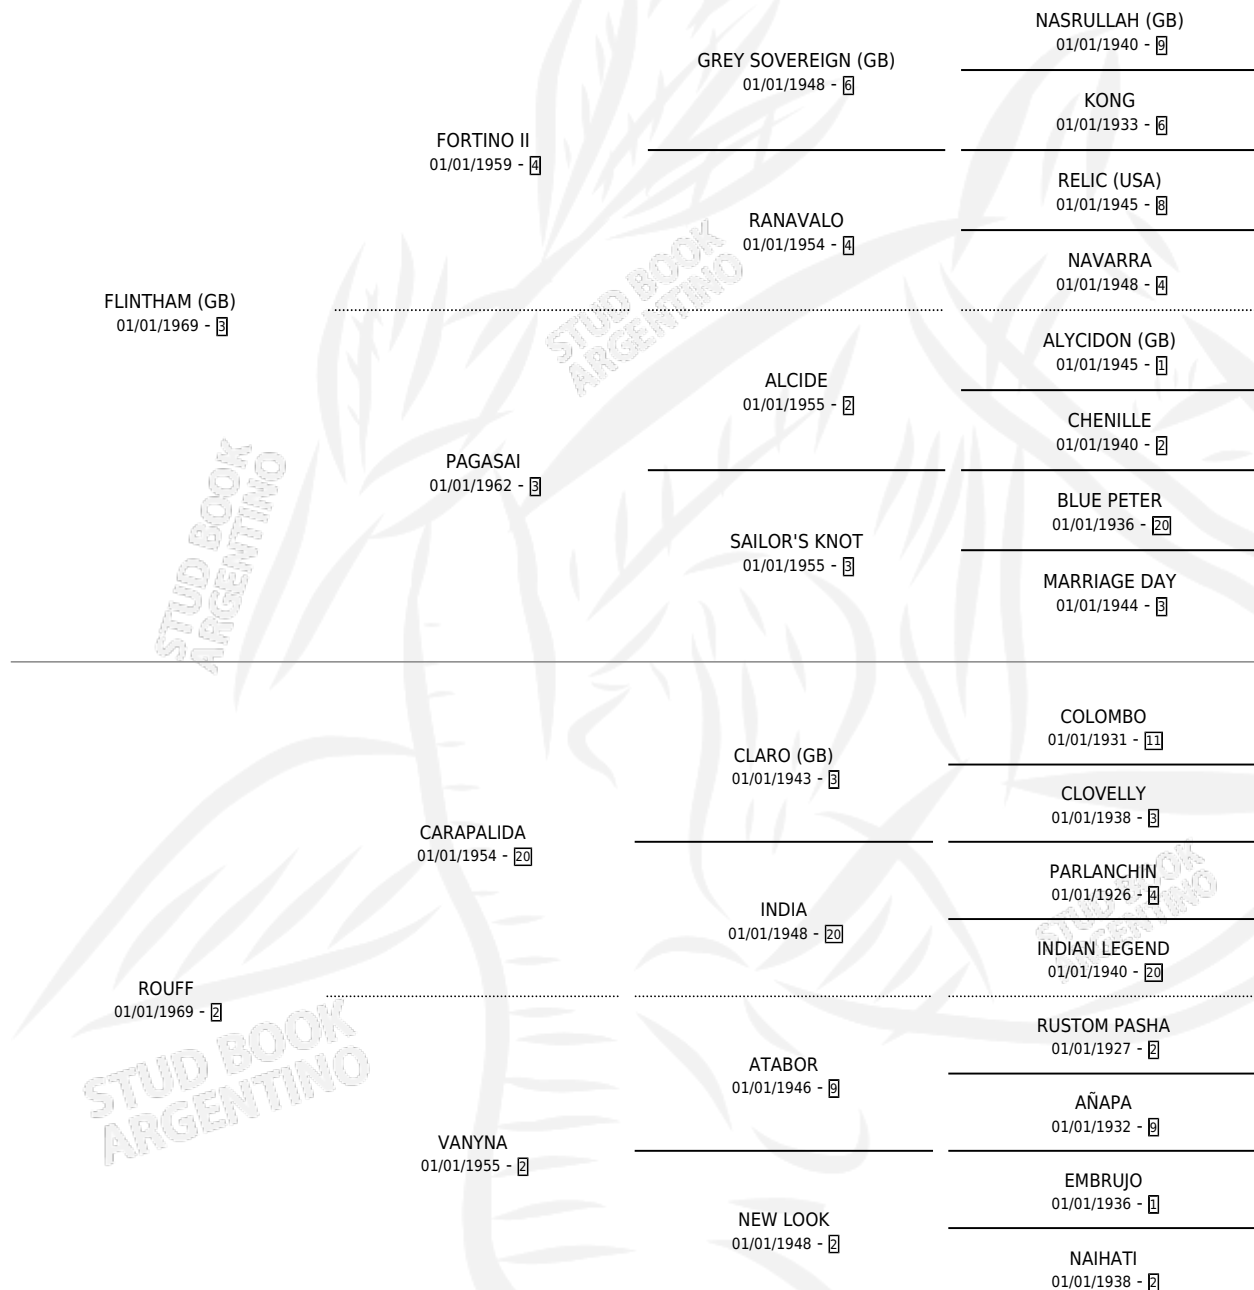 NASRULLAH (GB)
01/01/1940 - 9
GREY SOVEREIGN (GB)
01/01/1948 - 6
KONG
01/01/1933 - 6
FORTINO II
01/01/1959 - 4
RELIC (USA)
01/01/1945 - 8
RANAVALO
01/01/1954 - 4
NAVARRA
01/01/1948 - 4
FLINTHAM (GB)
01/01/1969 - 3
ALYCIDON (GB)
01/01/1945 - 1
ALCIDE
01/01/1955 - 2
CHENILLE
01/01/1940 - 2
PAGASAI
01/01/1962 - 3
BLUE PETER
01/01/1936 - 20
SAILOR'S KNOT
01/01/1955 - 3
MARRIAGE DAY
01/01/1944 - 3
COLOMBO
01/01/1931 - 11
CLARO (GB)
01/01/1943 - 3
CLOVELLY
01/01/1938 - 3
CARAPALIDA
01/01/1954 - 20
PARLANCHIN
01/01/1926 - 4
INDIA
01/01/1948 - 20
INDIAN LEGEND
01/01/1940 - 20
ROUFF
01/01/1969 - 2
RUSTOM PASHA
01/01/1927 - 2
ATABOR
01/01/1946 - 9
AÑAPA
01/01/1932 - 9
VANYNA
01/01/1955 - 2
EMBRUJO
01/01/1936 - 1
NEW LOOK
01/01/1948 - 2
NAIHATI
01/01/1938 - 2
STUD BOOK
ARGENTINO
STUD BOOK
ARGENTINO
STUD BOOK
ARGENTINO
STUD BOOK
ARGENTINO